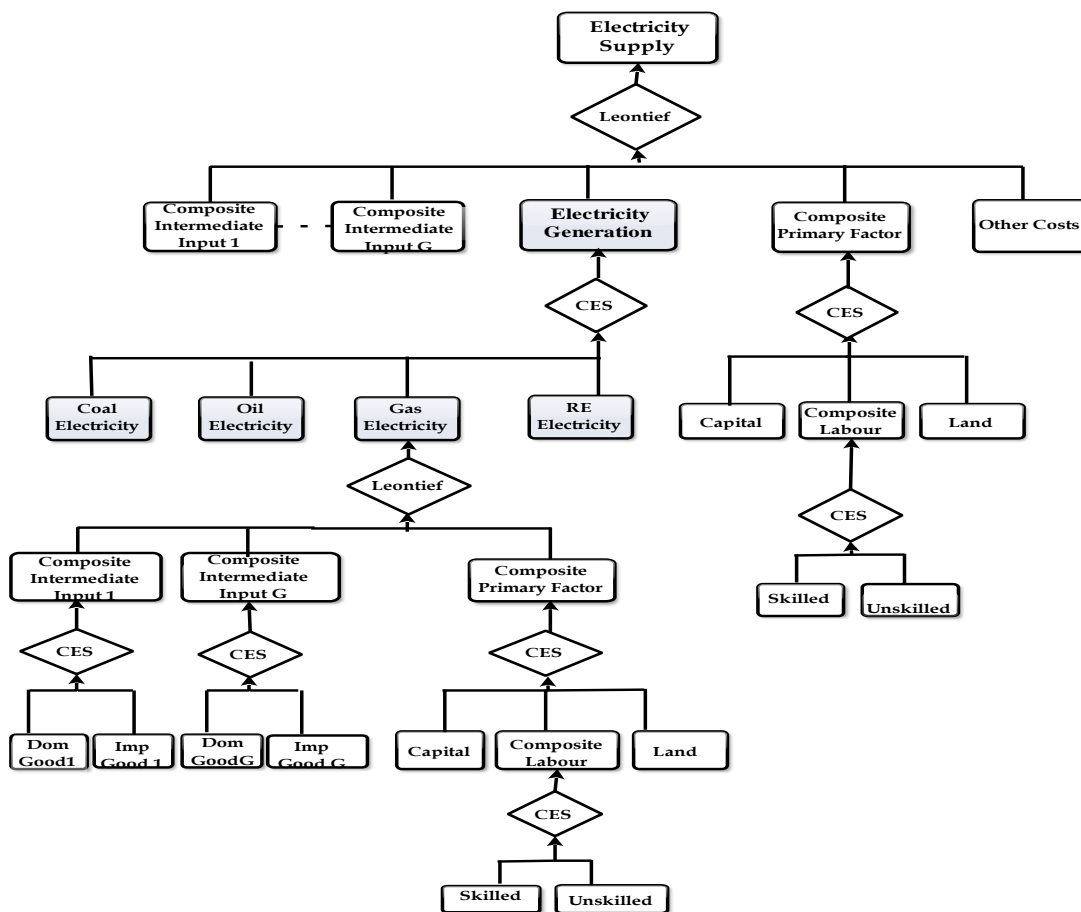 Electricity
Supply
Leontief
Composite
Intermediate
Input 1
Composite
Intermediate
Input G
Electricity
Generation
Composite
Primary Factor
Other Costs
CES
CES
Coal
Electricity
Oil
Electricity
Gas
Electricity
RE
Electricity
Capital
Composite
Labour
Land
Leontief
CES
Composite
Intermediate
Input 1
Composite
Intermediate
Input G
Composite
Primary Factor
Skilled
Unskilled
CES
CES
CES
Dom
Good1
Imp
Good 1
Dom
GoodG
Imp
Good G
Capital
Composite
Labour
Land
CES
Skilled
Unskilled